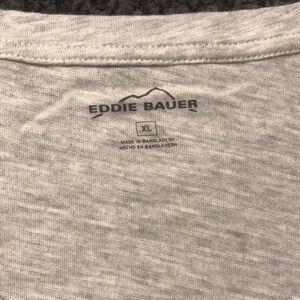 EDDIE BAUER
XL
MADE IN BANGLADESH
HECHO EN BANGLADESH